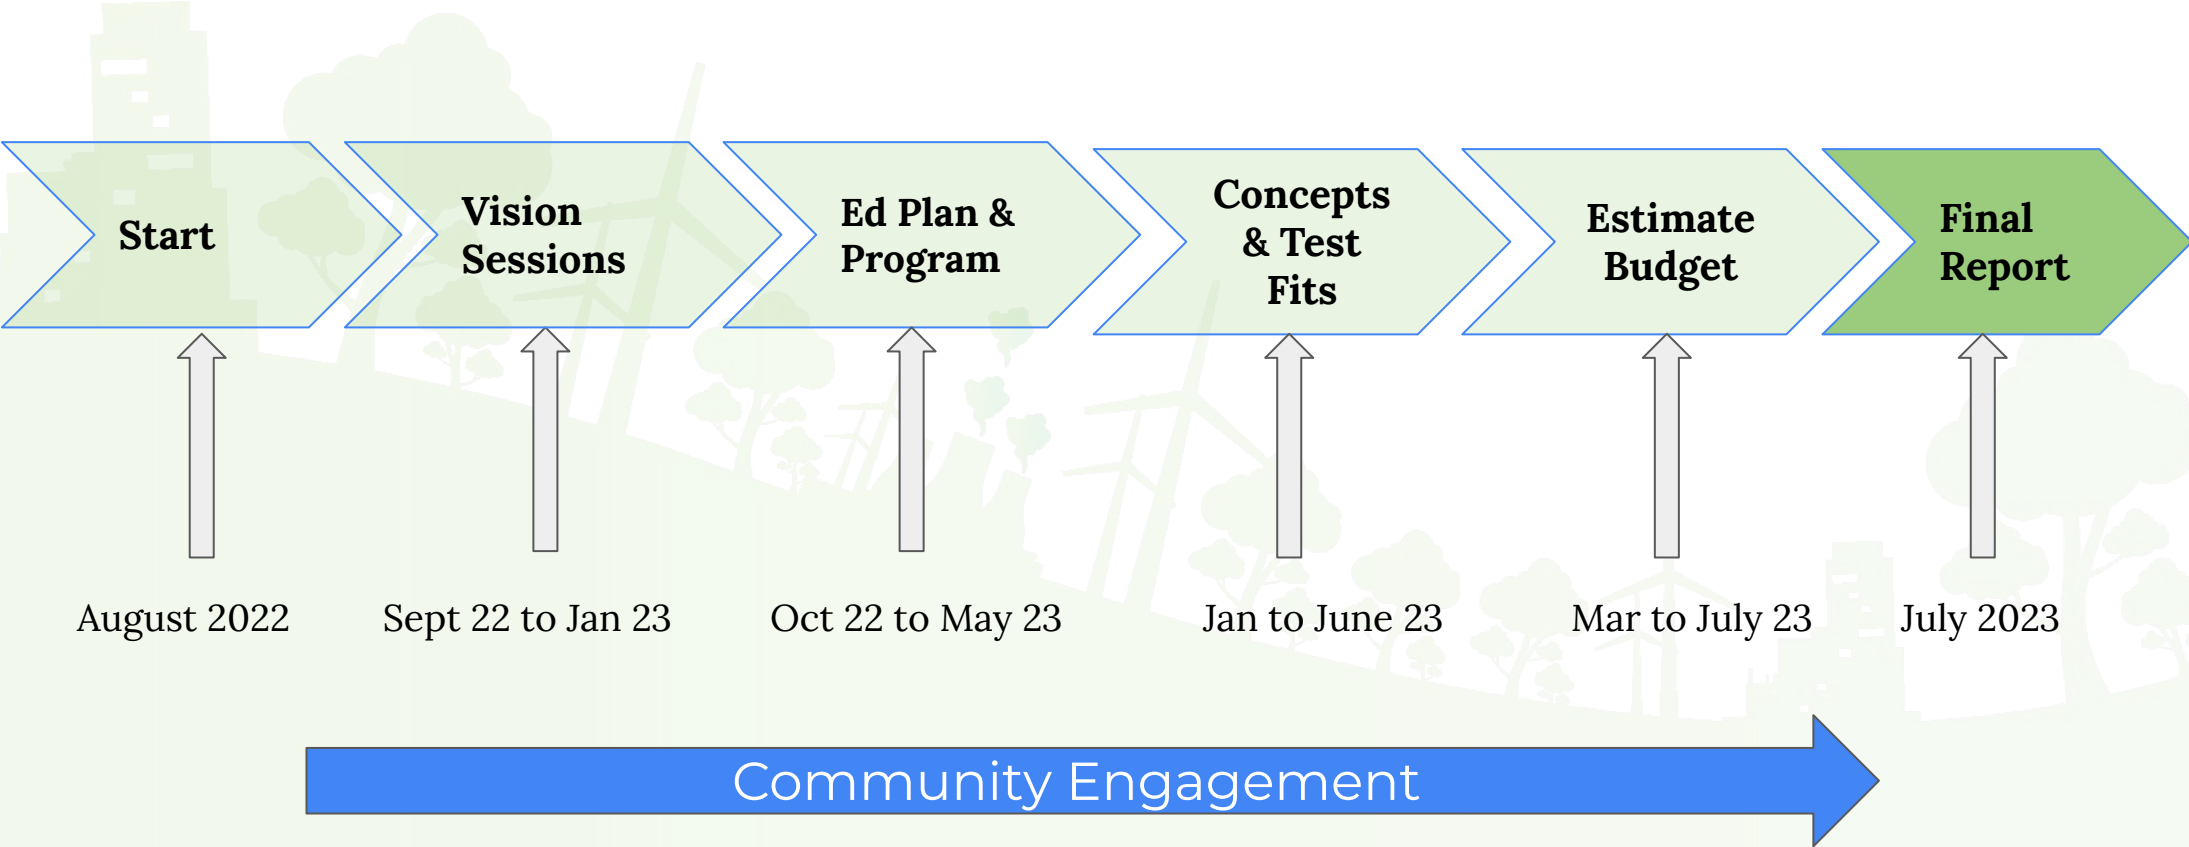 Start
Vision
Sessions
Ed Plan &
Program
Concepts
& Test
Fits
Estimate
Budget
Final
Report
August 2022
Sept 22 to Jan 23
Oct 22 to May 23
Jan to June 23
Mar to July 23
July 2023
Community Engagement